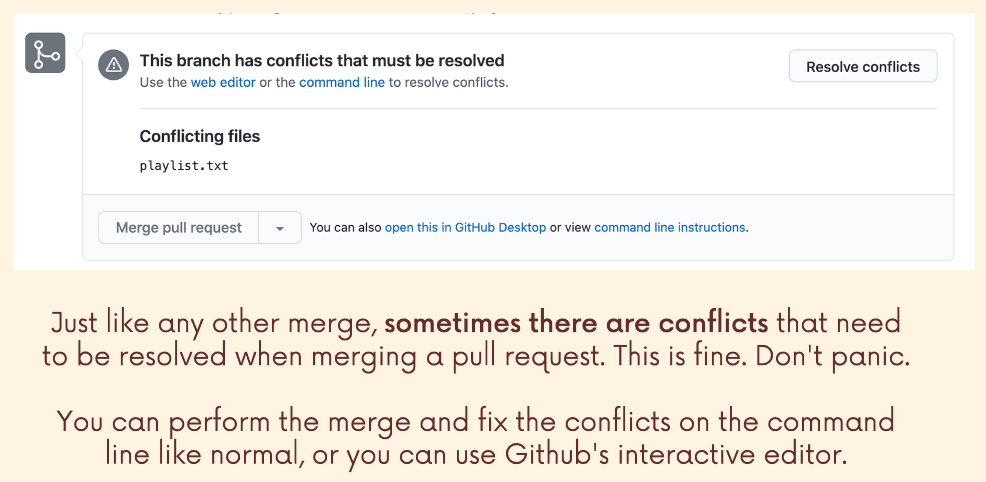 This branch has conflicts that must be resolved
Resolve conflicts
Use the web editor or the command line to resolve conflicts.
Conflicting files
playlist.txt
Merge pull request
You can also open this in GitHub Desktop or view command line instructions.
Just like any other merge, sometimes there are conflicts that need
to be resolved when merging a pull request. This is fine. Don't panic.
You can perform the merge and fix the conflicts on the command
line like normal, or you can use Github's interactive editor.